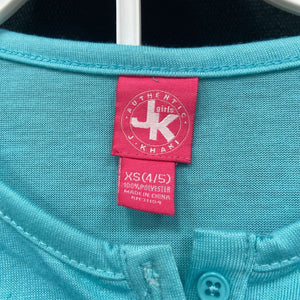 AUTHENTIC
JK girls
J·KHAKI
XS(4/5)
100% POLYESTER
MADE IN CHINA